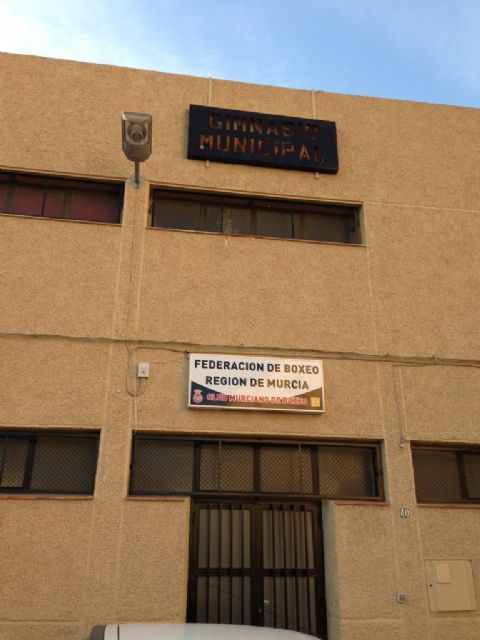 GIMNASIO
MUNICIPAL
FEDERACION DE BOXEO
REGION DE MURCIA
CLUB MURCIANO DE BOXEO
40